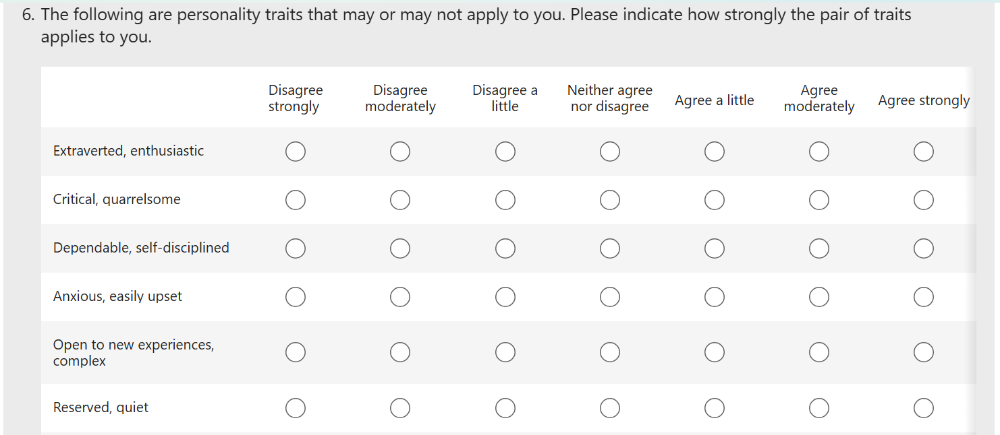 6. The following are personality traits that may or may not apply to you. Please indicate how strongly the pair of traits
applies to you.
Disagree strongly
Disagree moderately
Disagree a little
Neither agree nor disagree
Agree a little
Agree moderately
Agree strongly
Extraverted, enthusiastic
Critical, quarrelsome
Dependable, self-disciplined
Anxious, easily upset
Open to new experiences,
complex
Reserved, quiet